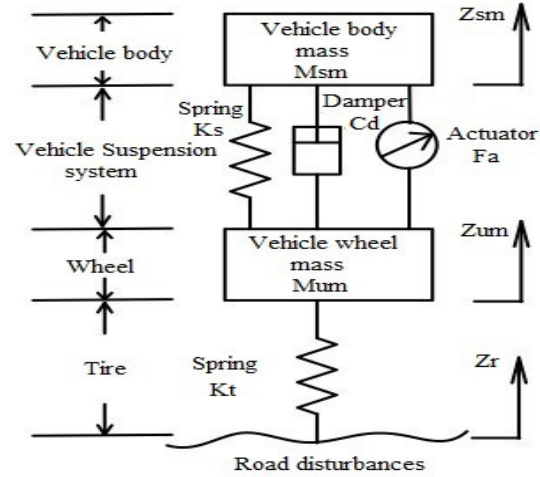 Zsm
Vehicle body
Vehicle body
mass
Msm
Spring
Ks
Damper
Cd
Actuator
Fa
Vehicle Suspension
system
Zum
Vehicle wheel
mass
Mum
Wheel
Tire
Spring
Kt
Zr
Road disturbances